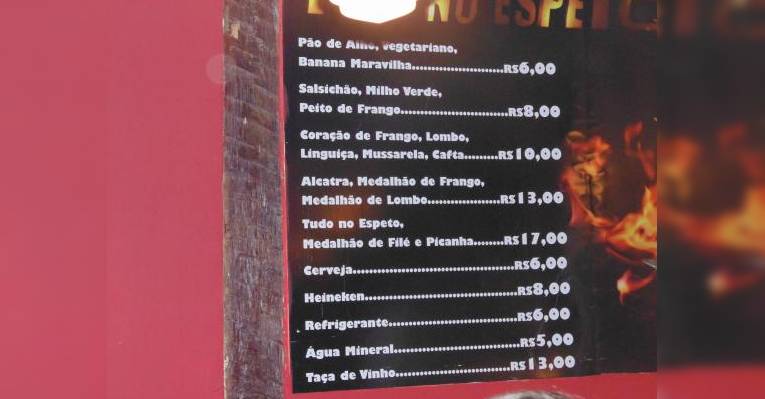 NO ESPETO
Pão de Alho, Vegetariano,
Banana Maravilha........................R$6,00
Salsichão, Milho Verde,
Peito de Frango............................R$8,00
Coração de Frango, Lombo,
Linguiça, Mussarela, Cafta.........R$10,00
Alcatra, Medalhão de Frango,
Medalhão de Lombo...................R$13,00
Tudo no Espeto,
Medalhão de Filé e Picanha........R$17,00
Cerveja..........................................R$6,00
Heineken........................................R$8,00
Refrigerante.................................R$6,00
Água Mineral................................R$5,00
Taça de Vinho.............................R$13,00